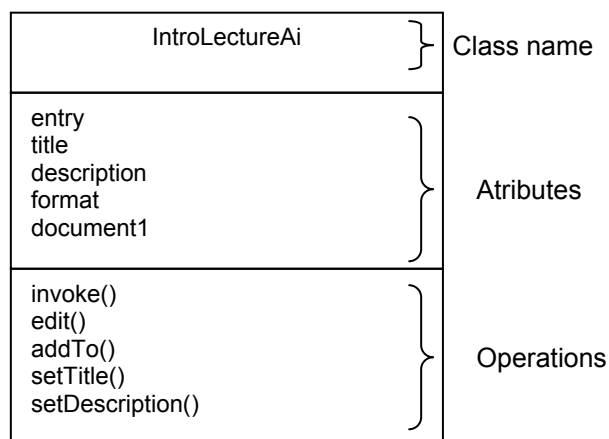 IntroLectureAi
Class name
entry
title
description
format
document1
Atributes
invoke()
edit()
addTo()
setTitle()
setDescription()
Operations